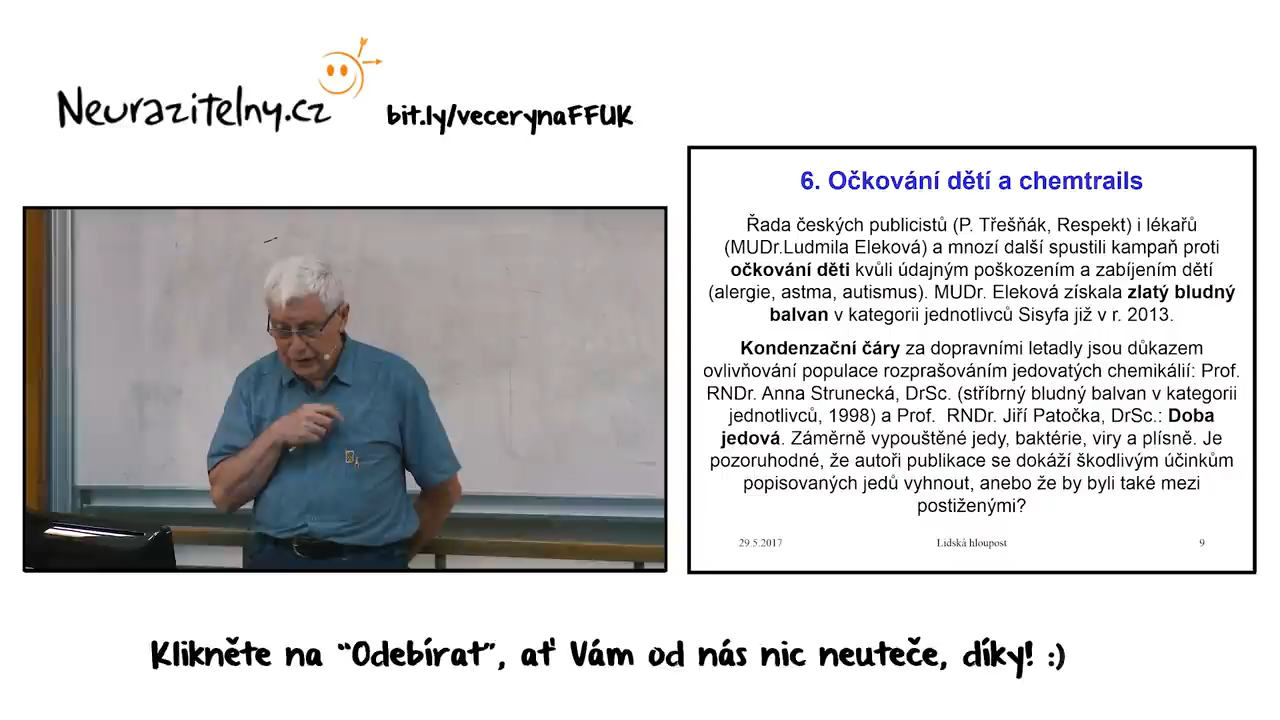 Neurazitelny.cz
bit.ly/vecerynaFFUK
6. Očkování dětí a chemtrails
Řada českých publicistů (P. Třešňák, Respekt) i lékařů
(MUDr.Ludmila Eleková) a mnozí další spustili kampaň proti
očkování děti kvůli údajným poškozením a zabíjením dětí
(alergie, astma, autismus). MUDr. Eleková získala zlatý bludný
balvan v kategorii jednotlivců Sisyfa již v r. 2013.
Kondenzační čáry za dopravními letadly jsou důkazem
ovlivňování populace rozprašováním jedovatých chemikálií: Prof.
RNDr. Anna Strunecká, DrSc. (stříbrný bludný balvan v kategorii
jednotlivců, 1998) a Prof. RNDr. Jiří Patočka, DrSc.: Doba
jedová. Záměrně vypouštěné jedy, baktérie, viry a plísně. Je
pozoruhodné, že autoři publikace se dokáží škodlivým účinkům
popisovaných jedů vyhnout, anebo že by byli také mezi
postiženými?
29.5.2017 Lidská hloupost 9
Klikněte na “Odebírat”, ať Vám od nás nic neuteče, díky! :)